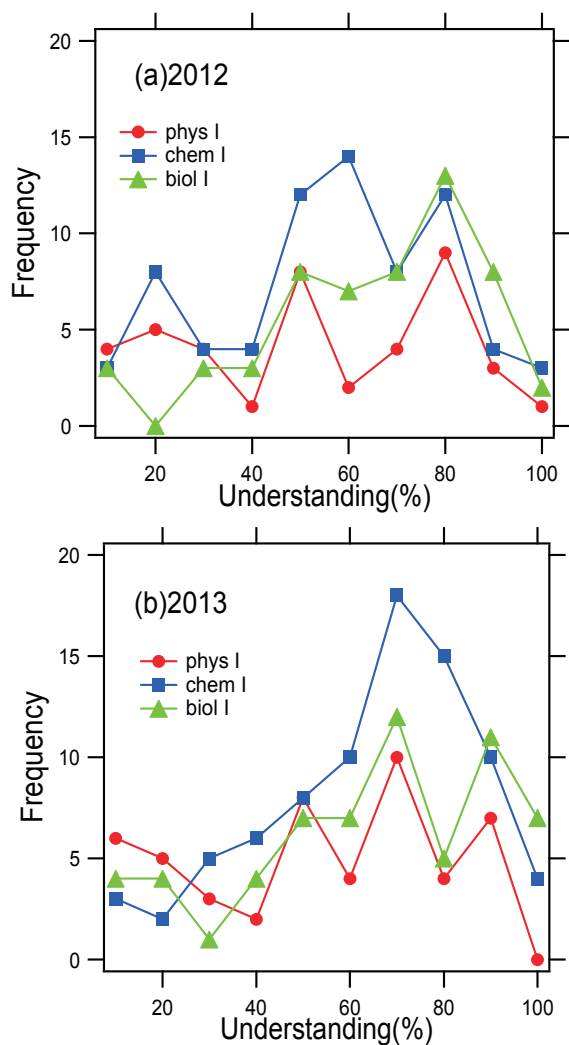 20
(a)2012
15
phys I
chem I
biol I
10
Frequency
5
0
20 40 60 80 100
Understanding(%)
20
(b)2013
15
phys I
chem I
biol I
10
Frequency
5
0
20 40 60 80 100
Understanding(%)